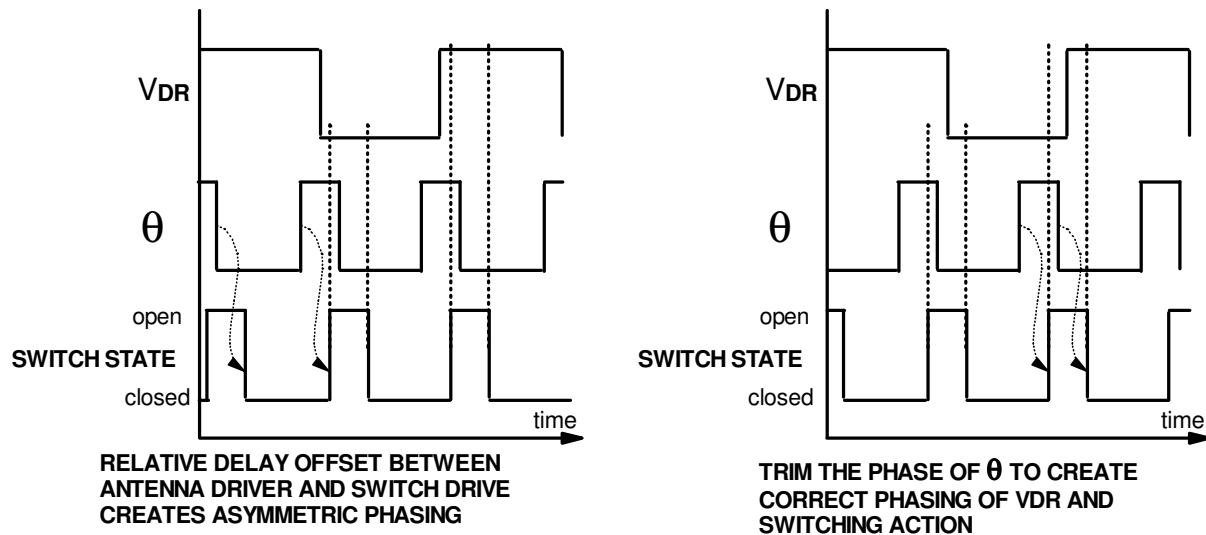 VDR
θ
open
SWITCH STATE
closed
time
RELATIVE DELAY OFFSET BETWEEN
ANTENNA DRIVER AND SWITCH DRIVE
CREATES ASYMMETRIC PHASING
VDR
θ
open
SWITCH STATE
closed
time
TRIM THE PHASE OF θ TO CREATE
CORRECT PHASING OF VDR AND
SWITCHING ACTION